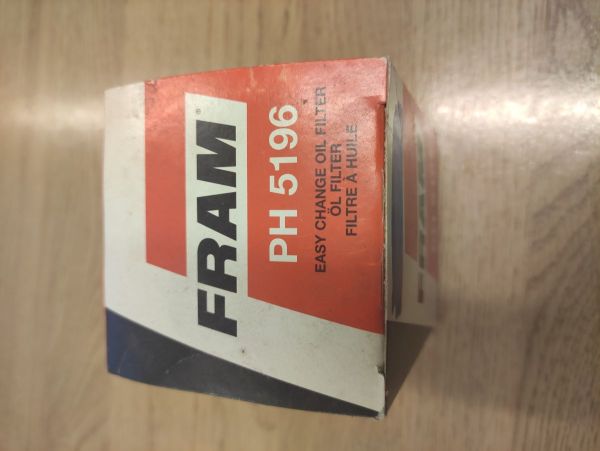 FRAM®
PH 5196
EASY CHANGE OIL FILTER
ÖL FILTER
FILTRE À HUILE